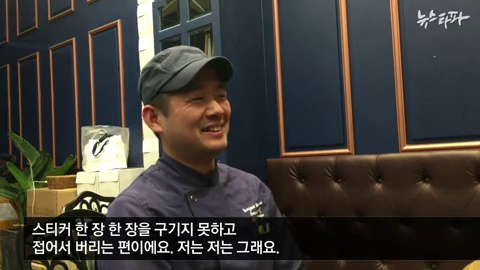 뉴스타파
스티커 한 장 한 장을 구기지 못하고
접어서 버리는 편이에요. 저는 저는 그래요.